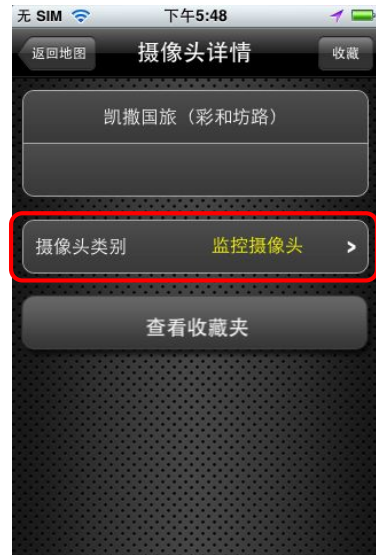 无 SIM 下午5:48
返回地图 摄像头详情 收藏
凯撒国旅（彩和坊路）
摄像头类别 监控摄像头 >
查看收藏夹